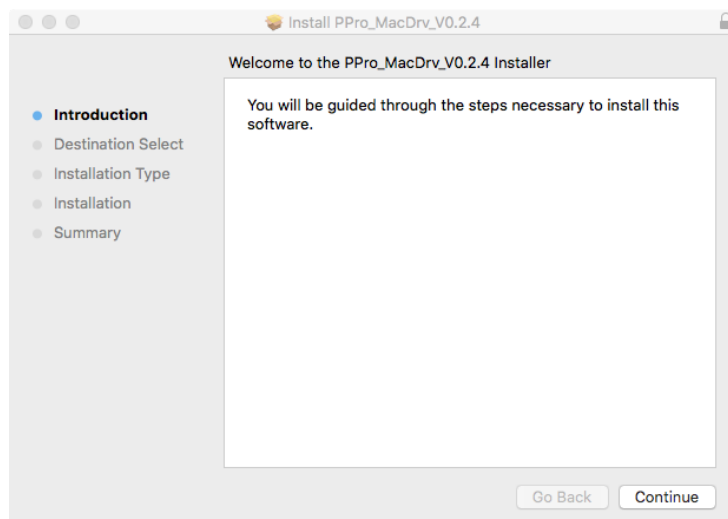 Install PPro_MacDrv_V0.2.4
Welcome to the PPro_MacDrv_V0.2.4 Installer
Introduction
Destination Select
Installation Type
Installation
Summary
You will be guided through the steps necessary to install this
software.
Go Back
Continue